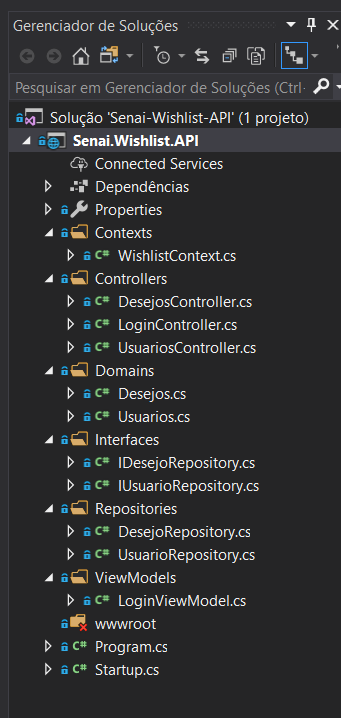 Gerenciador de Soluções
Pesquisar em Gerenciador de Soluções (Ctrl-
Solução 'Senai-Wishlist-API' (1 projeto)
Senai.Wishlist.API
Connected Services
Dependências
Properties
Contexts
C# WishlistContext.cs
Controllers
C# DesejosController.cs
C# LoginController.cs
C# UsuariosController.cs
Domains
C# Desejos.cs
C# Usuarios.cs
Interfaces
C# IDesejoRepository.cs
C# IUsuarioRepository.cs
Repositories
C# DesejoRepository.cs
C# UsuarioRepository.cs
ViewModels
C# LoginViewModel.cs
wwwroot
C# Program.cs
C# Startup.cs